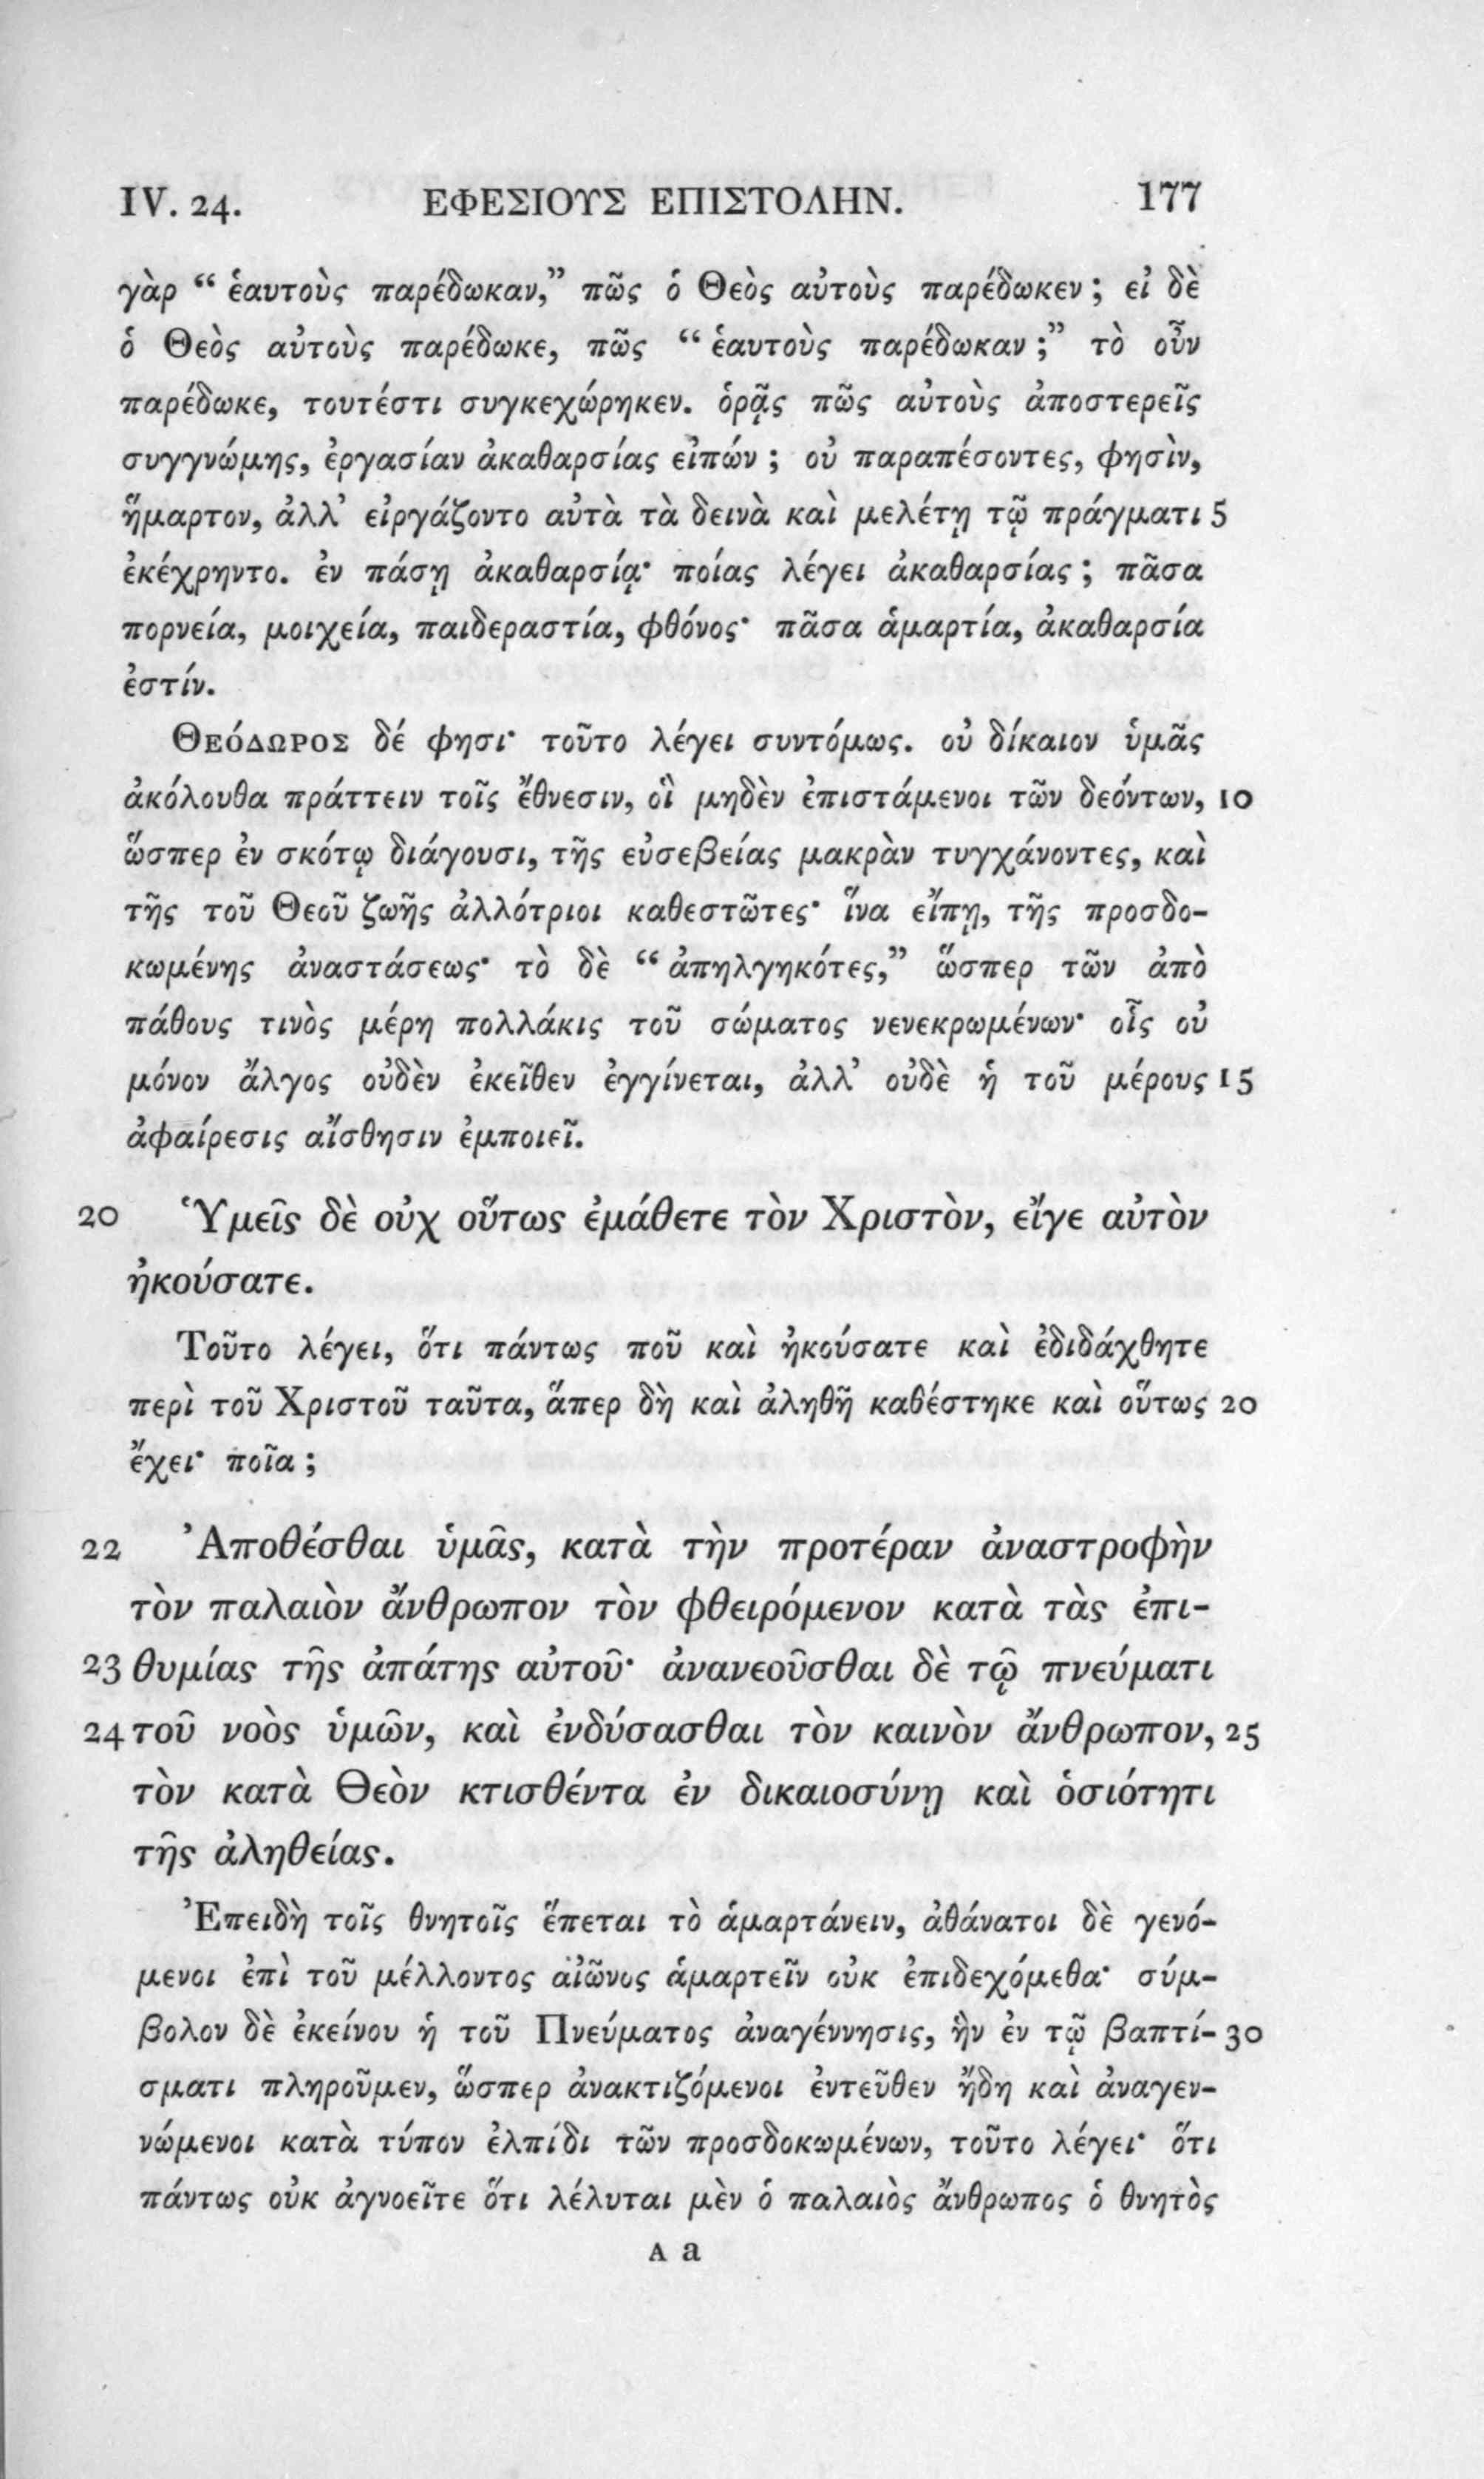 IV. 24. ΕΦΕΣΙΟΥΣ ΕΠΙΣΤΟΛΗΝ. 177
γὰρ “ ἑαυτοὺς παρέδωκαν,” πῶς ὁ Θεὸς αὐτοὺς παρέδωκεν ; εἰ δὲ
ὁ Θεὸς αὐτοὺς παρέδωκε, πῶς “ ἑαυτοὺς παρέδωκαν ;” τὸ οὖν
παρέδωκε, τουτέστι συγκεχώρηκεν. ὁρᾷς πῶς αὐτοὺς ἀποστερεῖς
συγγνώμης, ἐργασίαν ἀκαθαρσίας εἰπών ; οὐ παραπέσοντες, φησὶν,
ἥμαρτον, ἀλλ’ εἰργάζοντο αὐτὰ τὰ δεινὰ καὶ μελέτῃ τῷ πράγματι 5
ἐκέχρηντο. ἐν πάσῃ ἀκαθαρσίᾳ· ποίας λέγει ἀκαθαρσίας ; πᾶσα
πορνεία, μοιχεία, παιδεραστία, φθόνος· πᾶσα ἁμαρτία, ἀκαθαρσία
ἐστίν.
Θεόδωρος δέ φησι· τοῦτο λέγει συντόμως. οὐ δίκαιον ὑμᾶς
ἀκόλουθα πράττειν τοῖς ἔθνεσιν, οἳ μηδὲν ἐπιστάμενοι τῶν δεόντων, 10
ὥσπερ ἐν σκότῳ διάγουσι, τῆς εὐσεβείας μακρὰν τυγχάνοντες, καὶ
τῆς τοῦ Θεοῦ ζωῆς ἀλλότριοι καθεστῶτες· ἵνα εἴπῃ, τῆς προσδο-
κωμένης ἀναστάσεως· τὸ δὲ “ ἀπηλγηκότες,” ὥσπερ τῶν ἀπὸ
πάθους τινὸς μέρη πολλάκις τοῦ σώματος νενεκρωμένων· οἷς οὐ
μόνον ἄλγος οὐδὲν ἐκεῖθεν ἐγγίνεται, ἀλλ’ οὐδὲ ἡ τοῦ μέρους 15
ἀφαίρεσις αἴσθησιν ἐμποιεῖ.
20 Ὑμεῖς δὲ οὐχ οὕτως ἐμάθετε τὸν Χριστὸν, εἴγε αὐτὸν
ἠκούσατε.
Τοῦτο λέγει, ὅτι πάντως ποῦ καὶ ἠκούσατε καὶ ἐδιδάχθητε
περὶ τοῦ Χριστοῦ ταῦτα, ἅπερ δὴ καὶ ἀληθῆ καθέστηκε καὶ οὕτως 20
ἔχει· ποῖα ;
22 Ἀποθέσθαι ὑμᾶς, κατὰ τὴν προτέραν ἀναστροφὴν
τὸν παλαιὸν ἄνθρωπον τὸν φθειρόμενον κατὰ τὰς ἐπι-
23 θυμίας τῆς ἀπάτης αὐτοῦ· ἀνανεοῦσθαι δὲ τῷ πνεύματι
24 τοῦ νοὸς ὑμῶν, καὶ ἐνδύσασθαι τὸν καινὸν ἄνθρωπον, 25
τὸν κατὰ Θεὸν κτισθέντα ἐν δικαιοσύνῃ καὶ ὁσιότητι
τῆς ἀληθείας.
Ἐπειδὴ τοῖς θνητοῖς ἕπεται τὸ ἁμαρτάνειν, ἀθάνατοι δὲ γενό-
μενοι ἐπὶ τοῦ μέλλοντος αἰῶνος ἁμαρτεῖν οὐκ ἐπιδεχόμεθα· σύμ-
βολον δὲ ἐκείνου ἡ τοῦ Πνεύματος ἀναγέννησις, ἣν ἐν τῷ βαπτί- 30
σματι πληροῦμεν, ὥσπερ ἀνακτιζόμενοι ἐντεῦθεν ἤδη καὶ ἀναγεν-
νώμενοι κατὰ τύπον ἐλπίδι τῶν προσδοκωμένων, τοῦτο λέγει· ὅτι
πάντως οὐκ ἀγνοεῖτε ὅτι λέλυται μὲν ὁ παλαιὸς ἄνθρωπος ὁ θνητὸς
A a